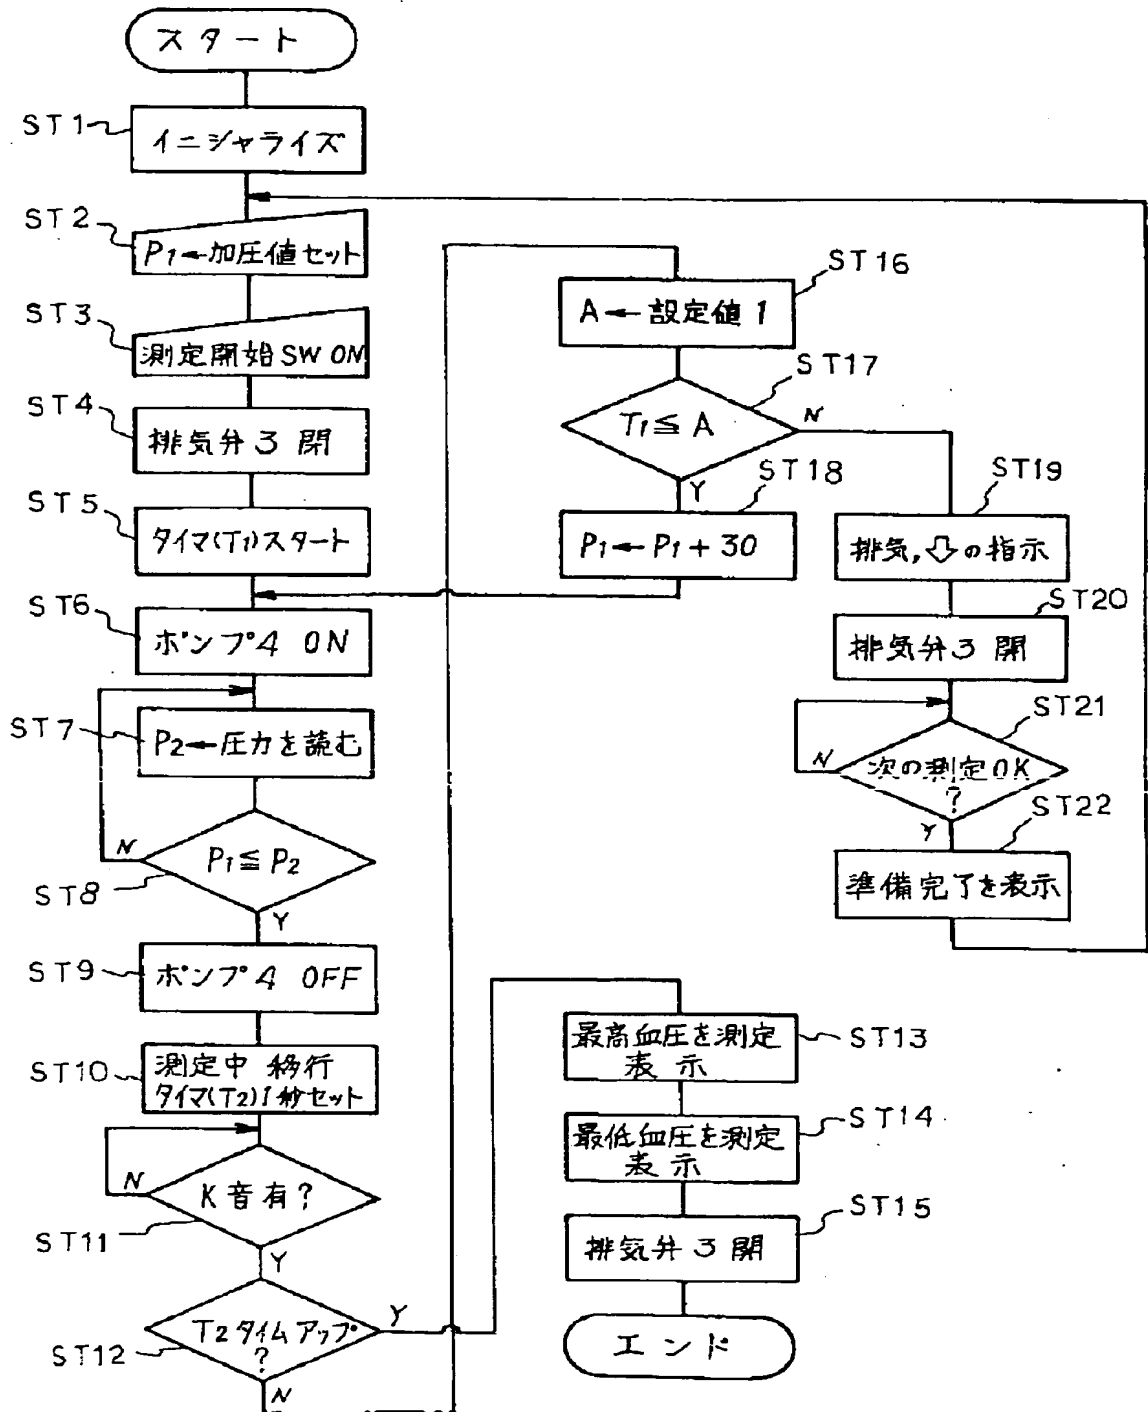 スタート
ST1
イニシャライズ
ST2
P1←加圧値セット
ST3
測定開始SW ON
ST4
排気弁3 閉
ST5
タイマ(T1)スタート
ST6
ポンプ4 ON
ST7
P2←圧力を読む
ST8
P1≦P2
N
Y
ST9
ポンプ4 OFF
ST10
測定中 移行
タイマ(T2)1秒セット
ST11
K音有?
N
Y
ST12
T2タイムアップ
?
Y
N
ST16
A←設定値1
ST17
T1≦A
N
Y
ST18
P1←P1+30
ST19
排気,⇩の指示
ST20
排気弁3 開
ST21
次の測定OK
?
N
Y
ST22
準備完了を表示
ST13
最高血圧を測定
表示
ST14
最低血圧を測定
表示
ST15
排気弁3 開
エンド